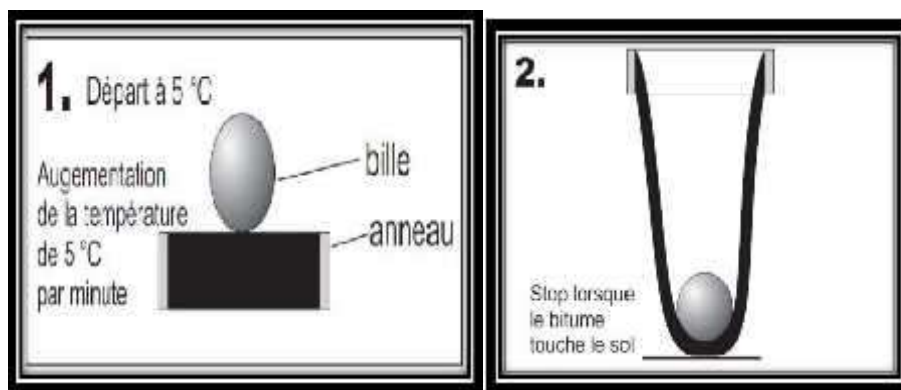 1. Départ à 5 °C
bille
Augementation
de la température
de 5 °C
par minute
anneau
2.
Stop lorsque
le bitume
touche le sol